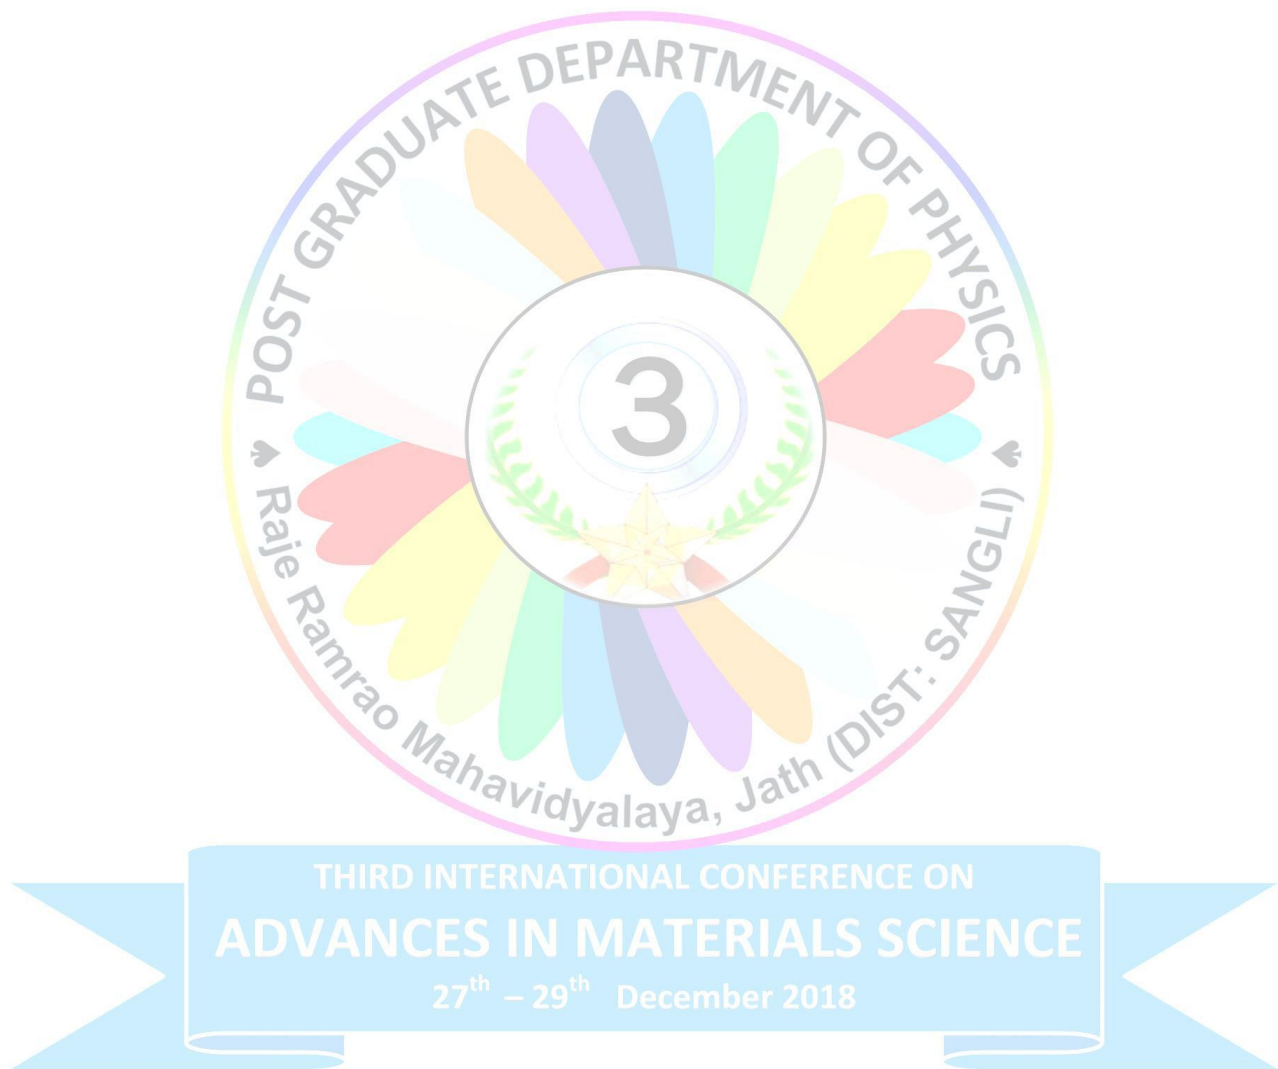 POST GRADUATE DEPARTMENT OF PHYSICS
3
♠ Raje Ramrao Mahavidyalaya, Jath (DIST: SANGLI) ♠
THIRD INTERNATIONAL CONFERENCE ON
ADVANCES IN MATERIALS SCIENCE
27th – 29th December 2018